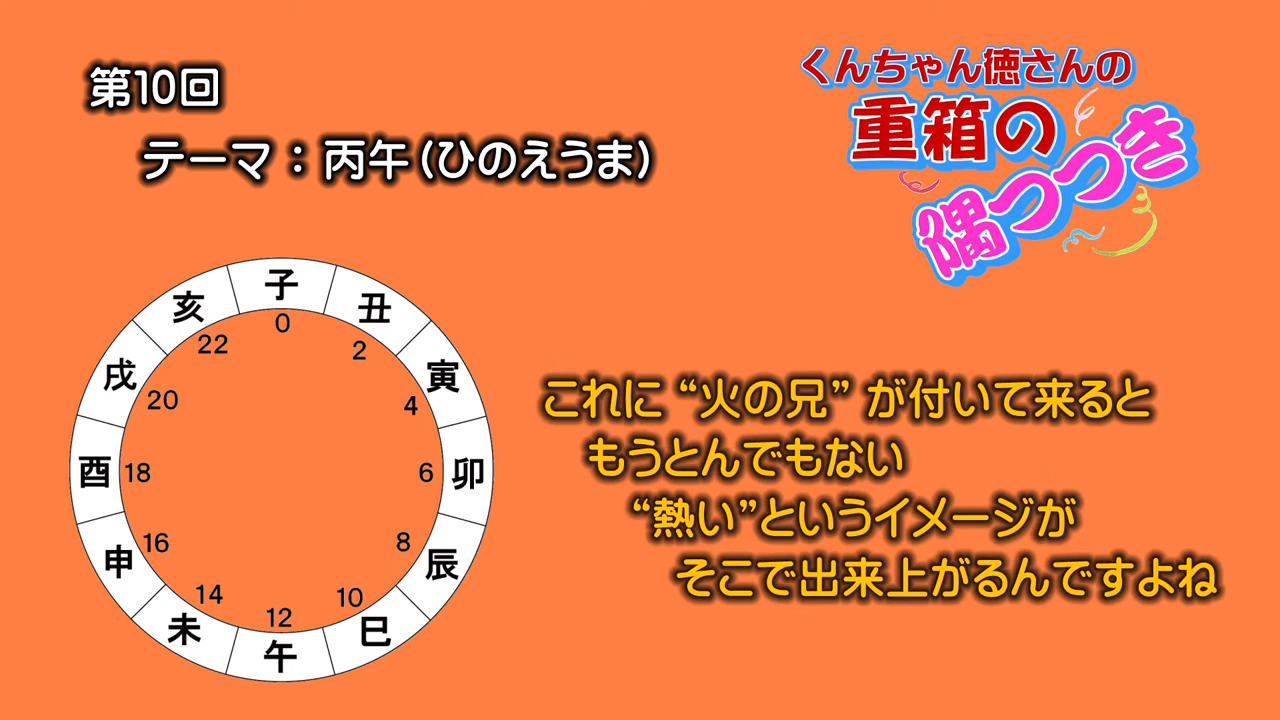 第10回
テーマ：丙午（ひのえうま）
くんちゃん徳さんの
重箱の
隅つつき
子
丑
寅
卯
辰
巳
午
未
申
酉
戌
亥
0
2
4
6
8
10
12
14
16
18
20
22
これに“火の兄”が付いて来ると
もうとんでもない
“熱い”というイメージが
そこで出来上がるんですよね